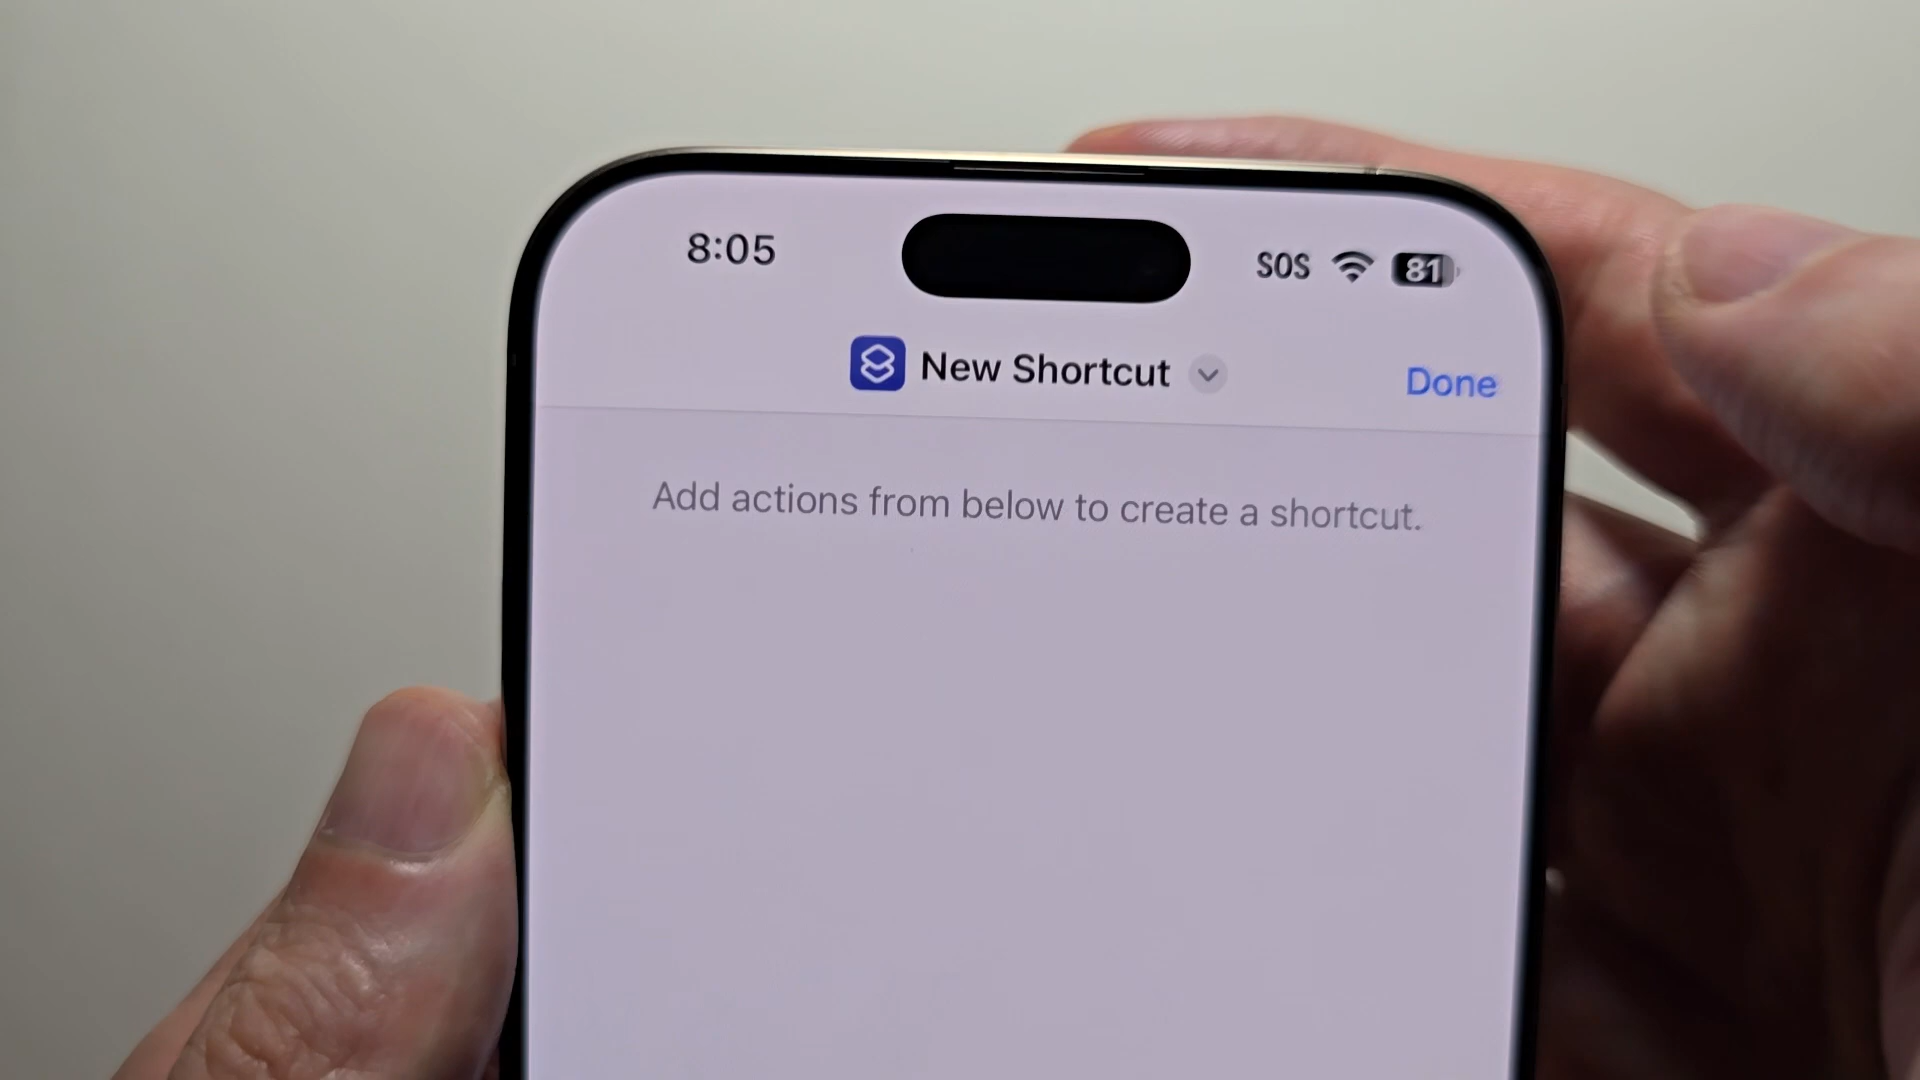 8:05
SOS
81
New Shortcut
Done
Add actions from below to create a shortcut.